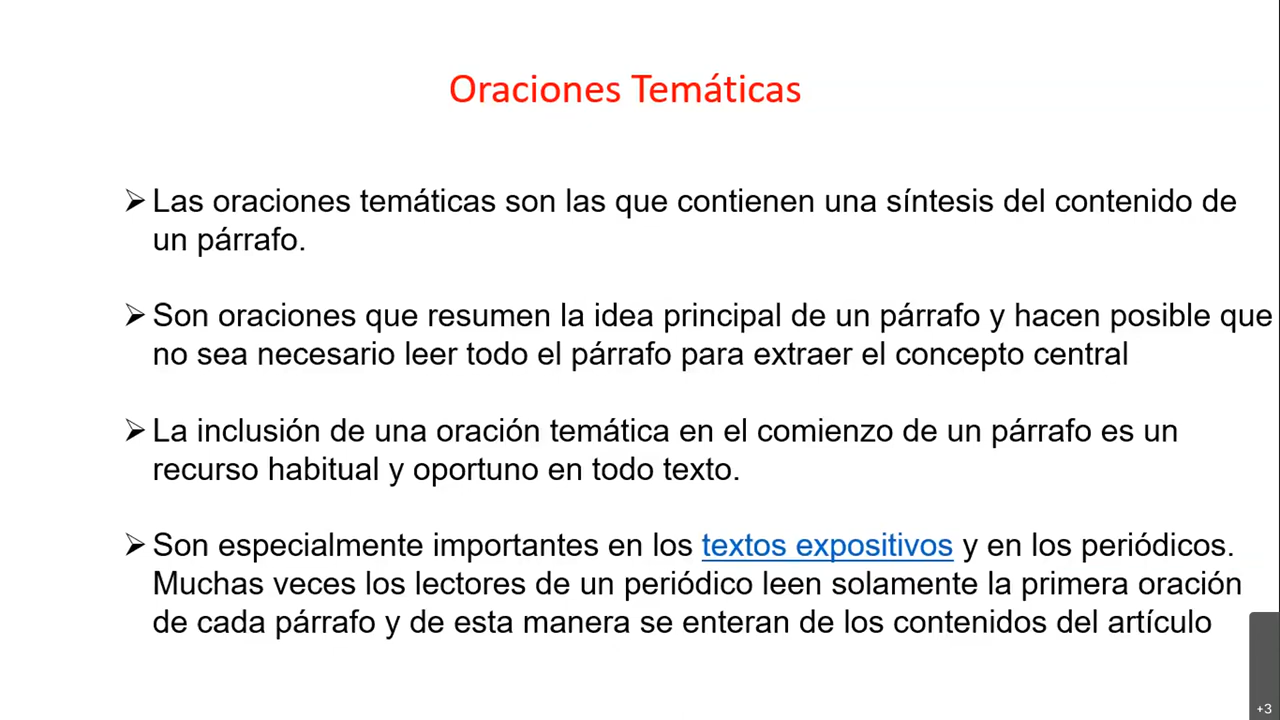 Oraciones Temáticas
Las oraciones temáticas son las que contienen una síntesis del contenido de
un párrafo.
Son oraciones que resumen la idea principal de un párrafo y hacen posible que
no sea necesario leer todo el párrafo para extraer el concepto central
La inclusión de una oración temática en el comienzo de un párrafo es un
recurso habitual y oportuno en todo texto.
Son especialmente importantes en los textos expositivos y en los periódicos.
Muchas veces los lectores de un periódico leen solamente la primera oración
de cada párrafo y de esta manera se enteran de los contenidos del artículo
+3